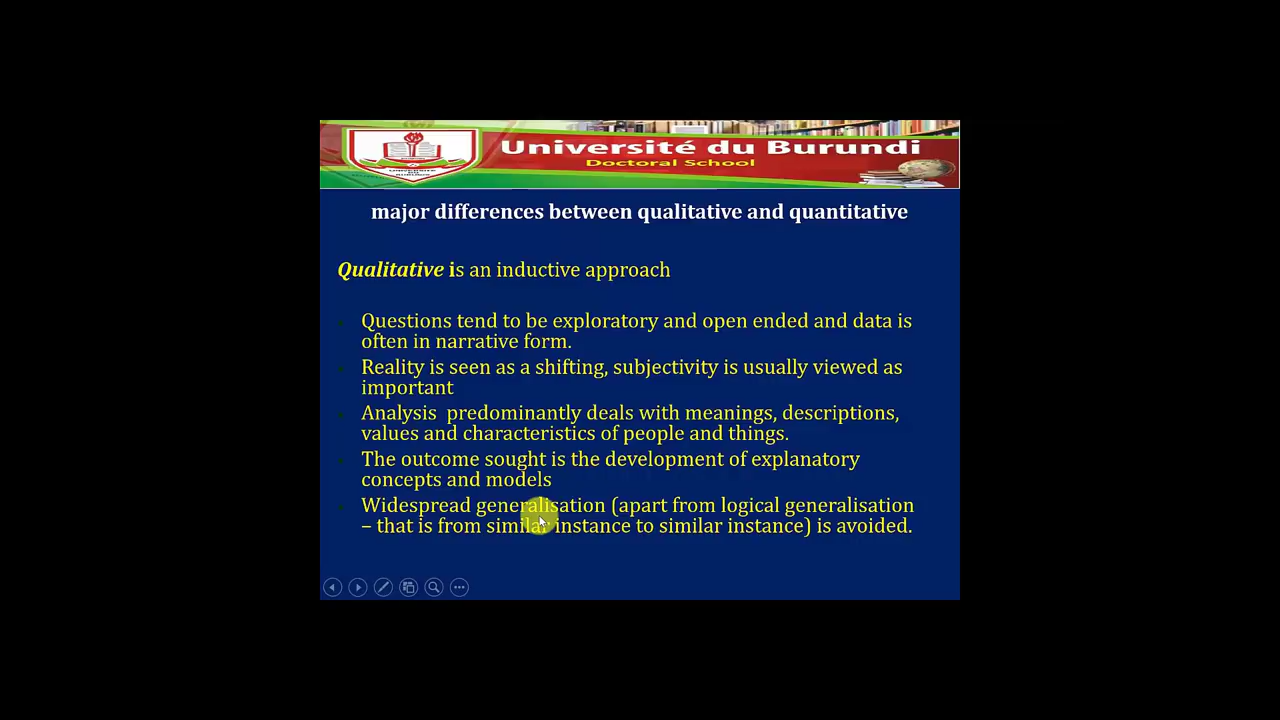 Université du Burundi
Doctoral School
UNIVERSITE
DU
BURUNDI
major differences between qualitative and quantitative
Qualitative is an inductive approach
Questions tend to be exploratory and open ended and data is
often in narrative form.
Reality is seen as a shifting, subjectivity is usually viewed as
important
Analysis predominantly deals with meanings, descriptions,
values and characteristics of people and things.
The outcome sought is the development of explanatory
concepts and models
Widespread generalisation (apart from logical generalisation
– that is from similar instance to similar instance) is avoided.